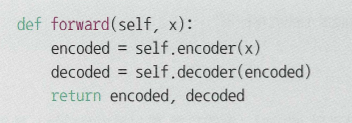 def forward(self, x):
    encoded = self.encoder(x)
    decoded = self.decoder(encoded)
    return encoded, decoded